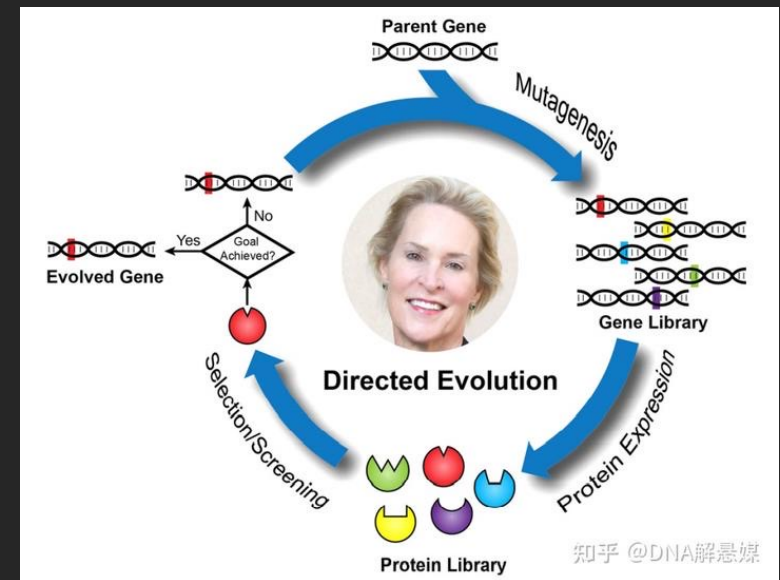 Parent Gene
Mutagenesis
No
Yes
Goal
Achieved?
Evolved Gene
Gene Library
Directed Evolution
Selection/Screening
Protein Expression
Protein Library
知乎 @DNA解悬媒